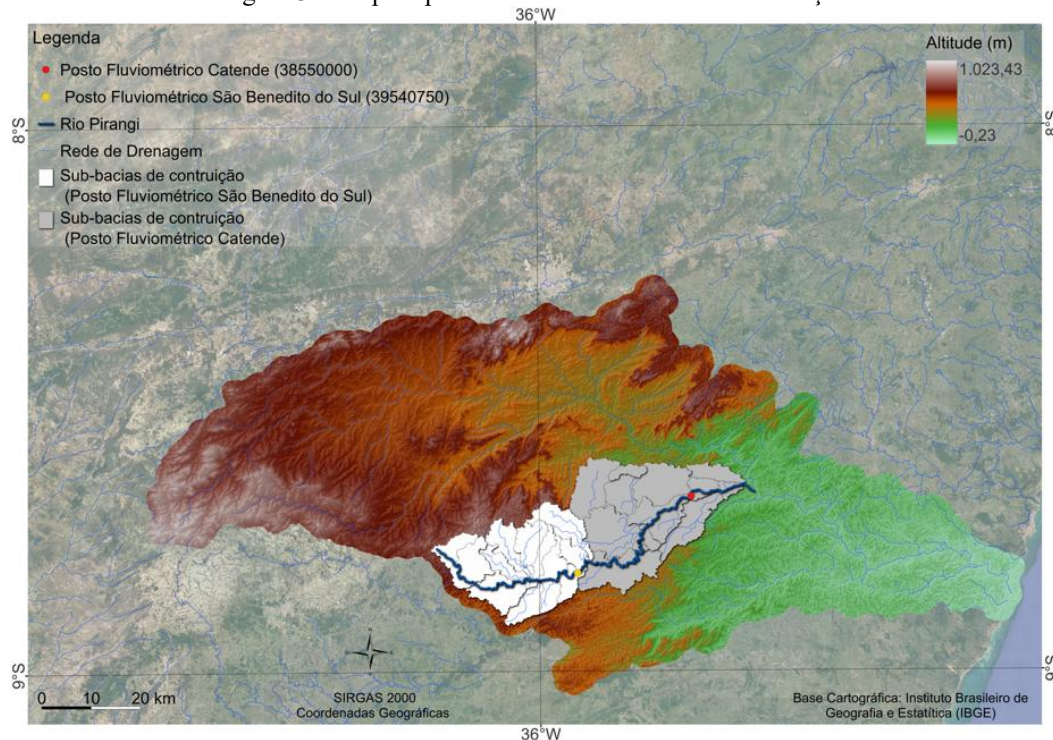 36°W
Legenda
Posto Fluviométrico Catende (38550000)
Posto Fluviométrico São Benedito do Sul (39540750)
Rio Pirangi
Rede de Drenagem
Sub-bacias de contruição
(Posto Fluviométrico São Benedito do Sul)
Sub-bacias de contruição
(Posto Fluviométrico Catende)
Altitude (m)
1.023,43
-0,23
8°S
8°S
9°S
9°S
0 10 20 km
SIRGAS 2000
Coordenadas Geográficas
Base Cartográfica: Instituto Brasileiro de
Geografia e Estatítica (IBGE)
36°W